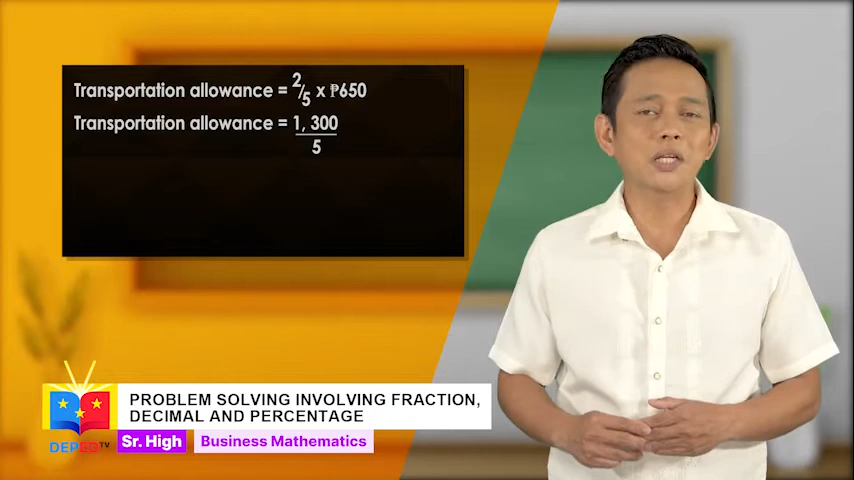 Transportation allowance = 2/5 x ₱650
Transportation allowance = 1, 300
5
PROBLEM SOLVING INVOLVING FRACTION,
DECIMAL AND PERCENTAGE
DEPED TV
Sr. High
Business Mathematics